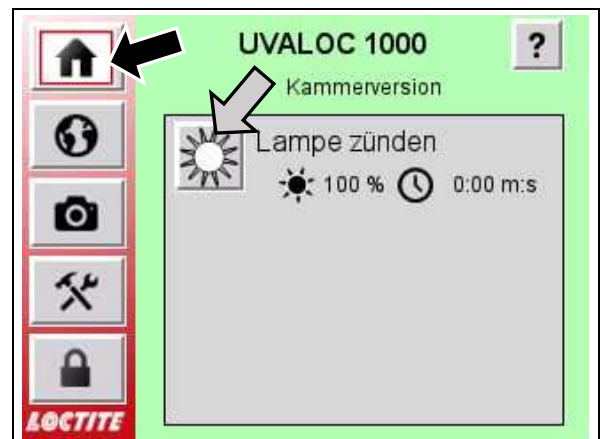 UVALOC 1000
?
Kammerversion
Lampe zünden
100 % 0:00 m:s
LOCTITE